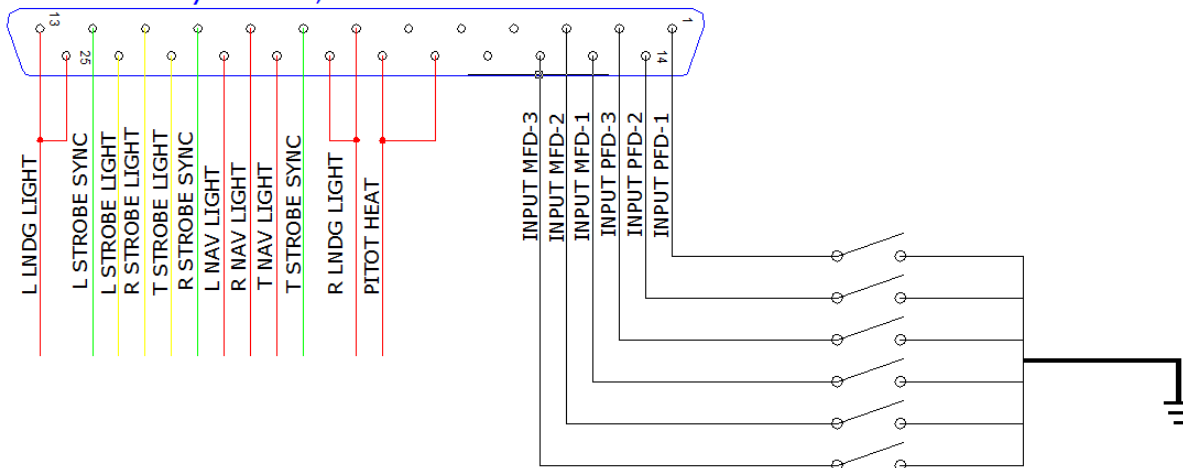 13
1
25
14
L LNDG LIGHT
L STROBE SYNC
L STROBE LIGHT
R STROBE LIGHT
T STROBE LIGHT
R STROBE SYNC
L NAV LIGHT
R NAV LIGHT
T NAV LIGHT
T STROBE SYNC
R LNDG LIGHT
PITOT HEAT
INPUT MFD-3
INPUT MFD-2
INPUT MFD-1
INPUT PFD-3
INPUT PFD-2
INPUT PFD-1